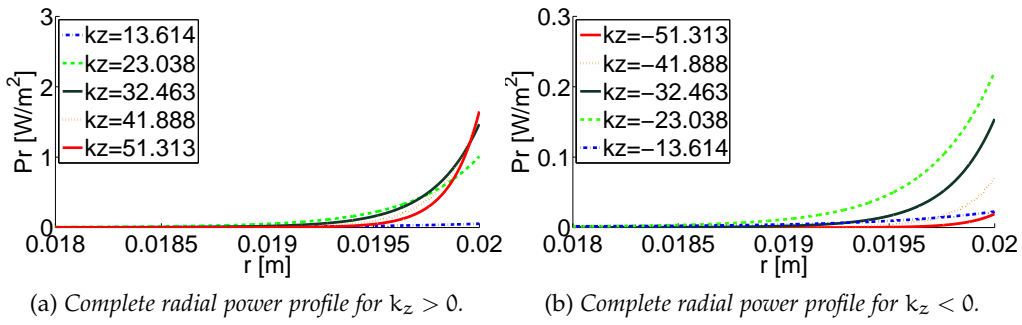 3
2
1
0
Pr [W/m²]
kz=13.614
kz=23.038
kz=32.463
kz=41.888
kz=51.313
0.018
0.0185
0.019
0.0195
0.02
r [m]
(a) Complete radial power profile for k_z > 0.
0.3
0.2
0.1
0
Pr [W/m²]
kz=−51.313
kz=−41.888
kz=−32.463
kz=−23.038
kz=−13.614
0.018
0.0185
0.019
0.0195
0.02
r [m]
(b) Complete radial power profile for k_z < 0.